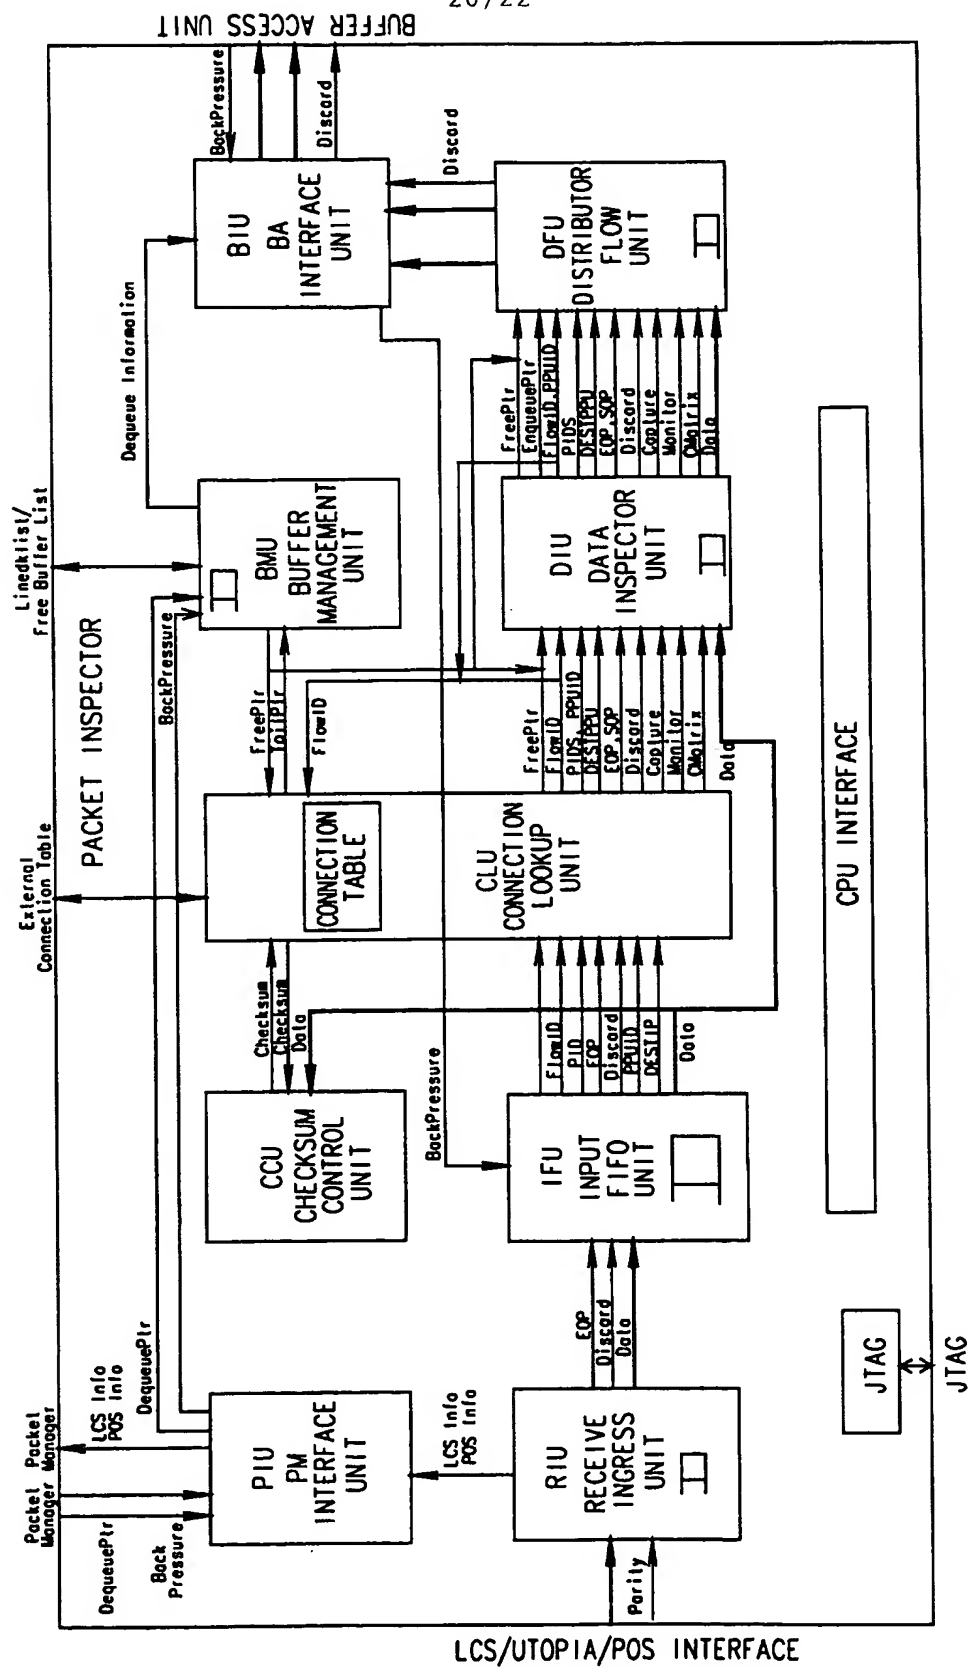 20/22
BUFFER ACCESS UNIT
BackPressure
Discard
BIU
BA
INTERFACE
UNIT
Discard
DFU
DISTRIBUTOR
FLOW
UNIT
Dequeue Information
FreePtr
EnqueuePtr
FlowID,PPUID
PIDS
DESTPPU
EOP,SOP
Discard
Capture
Monitor
CMatrix
Data
Linedklist/
Free Buffer List
BMU
BUFFER
MANAGEMENT
UNIT
DIU
DATA
INSPECTOR
UNIT
PACKET INSPECTOR
BackPressure
FreePtr
TailPtr
FlowID
FreePtr
FlowID
PIDS, PPUID
DESTPPU
EOP,SOP
Discard
Capture
Monitor
CMatrix
Data
External
Connection Table
CONNECTION
TABLE
CLU
CONNECTION
LOOKUP
UNIT
CPU INTERFACE
Checksum
Checksum
Data
FlowID
PID
EOP
Discard
PPUID
DESTIP
Data
BackPressure
CCU
CHECKSUM
CONTROL
UNIT
IFU
INPUT
FIFO
UNIT
DequeuePtr
EOP
Discard
Data
Packet
Manager
LCS Info
POS Info
PIU
PM
INTERFACE
UNIT
LCS Info
POS Info
RIU
RECEIVE
INGRESS
UNIT
JTAG
JTAG
Packet
Manager
DequeuePtr
Back
Pressure
Parity
LCS/UTOPIA/POS INTERFACE